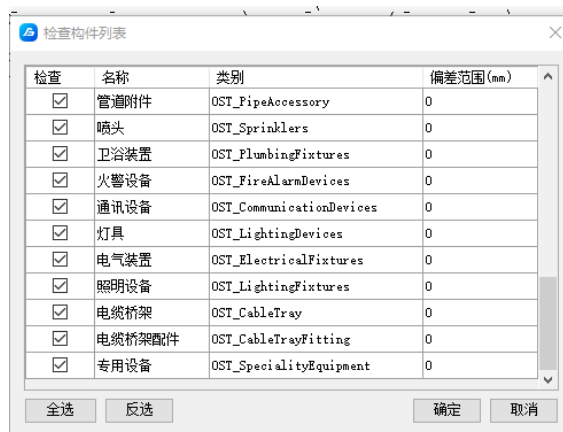 检查构件列表
检查 名称 类别 偏差范围(mm)
管道附件 OST_PipeAccessory 0
喷头 OST_Sprinklers 0
卫浴装置 OST_PlumbingFixtures 0
火警设备 OST_FireAlarmDevices 0
通讯设备 OST_CommunicationDevices 0
灯具 OST_LightingDevices 0
电气装置 OST_ElectricalFixtures 0
照明设备 OST_LightingFixtures 0
电缆桥架 OST_CableTray 0
电缆桥架配件 OST_CableTrayFitting 0
专用设备 OST_SpecialityEquipment 0
全选 反选 确定 取消